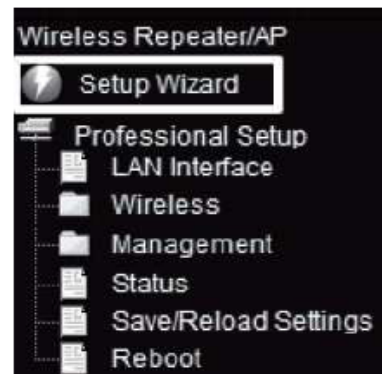 Wireless Repeater/AP
Setup Wizard
Professional Setup
LAN Interface
Wireless
Management
Status
Save/Reload Settings
Reboot